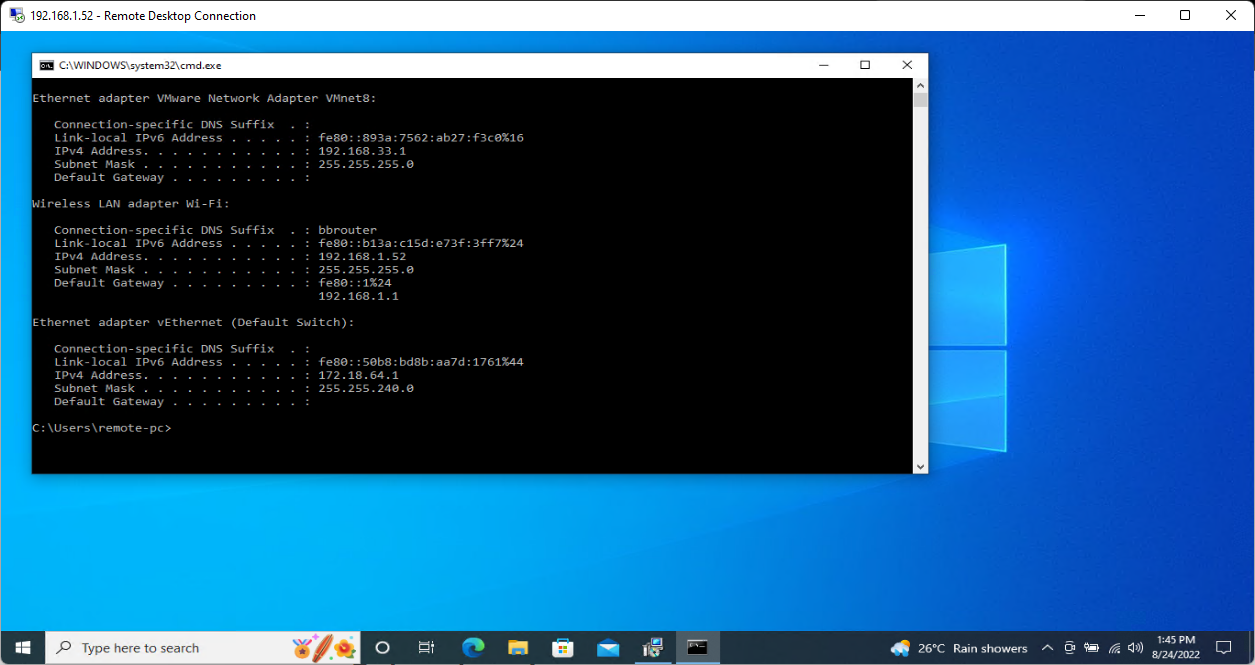 192.168.1.52 - Remote Desktop Connection
C:\WINDOWS\system32\cmd.exe
Ethernet adapter VMware Network Adapter VMnet8:
Connection-specific DNS Suffix  . :
Link-local IPv6 Address . . . . . : fe80::893a:7562:ab27:f3c0%16
IPv4 Address. . . . . . . . . . . : 192.168.33.1
Subnet Mask . . . . . . . . . . . : 255.255.255.0
Default Gateway . . . . . . . . . :
Wireless LAN adapter Wi-Fi:
Connection-specific DNS Suffix  . : bbrouter
Link-local IPv6 Address . . . . . : fe80::b13a:c15d:e73f:3ff7%24
IPv4 Address. . . . . . . . . . . : 192.168.1.52
Subnet Mask . . . . . . . . . . . : 255.255.255.0
Default Gateway . . . . . . . . . : fe80::1%24
192.168.1.1
Ethernet adapter vEthernet (Default Switch):
Connection-specific DNS Suffix  . :
Link-local IPv6 Address . . . . . : fe80::50b8:bd8b:aa7d:1761%44
IPv4 Address. . . . . . . . . . . : 172.18.64.1
Subnet Mask . . . . . . . . . . . : 255.255.240.0
Default Gateway . . . . . . . . . :
C:\Users\remote-pc>
Type here to search
26°C Rain showers
1:45 PM
8/24/2022